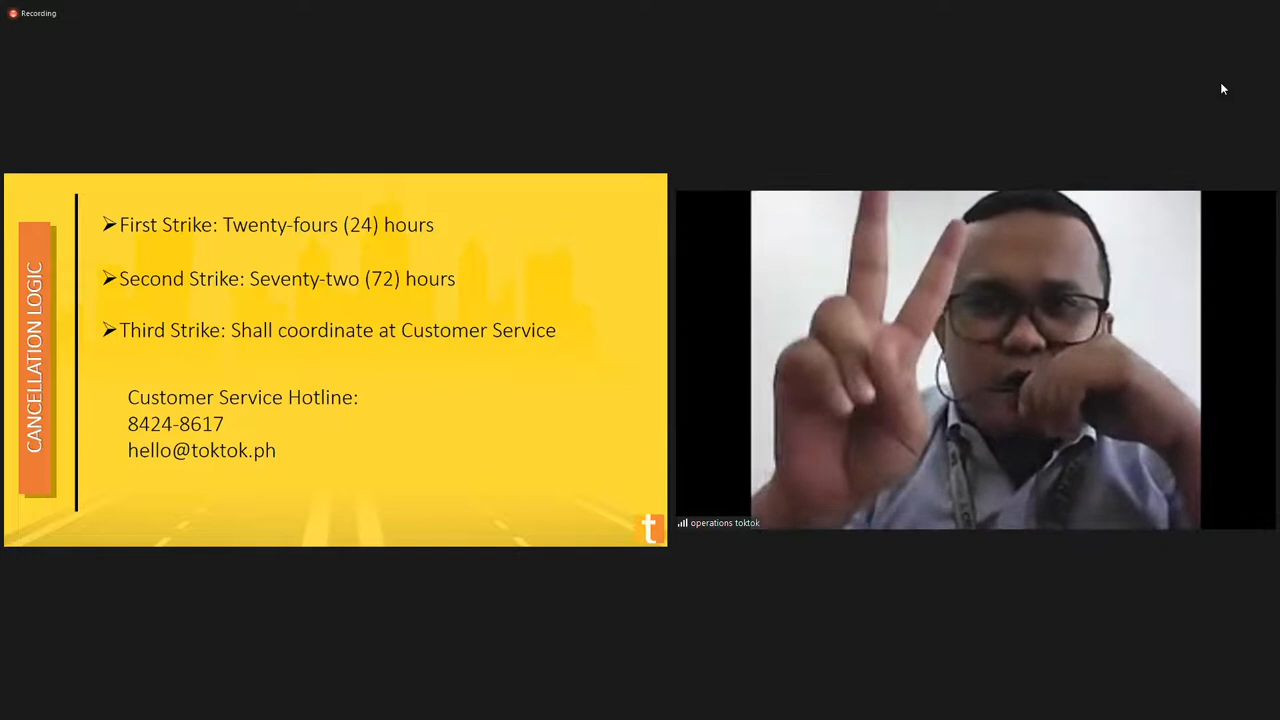 Recording
CANCELLATION LOGIC
➢First Strike: Twenty-fours (24) hours
➢Second Strike: Seventy-two (72) hours
➢Third Strike: Shall coordinate at Customer Service
Customer Service Hotline:
8424-8617
hello@toktok.ph
t
operations toktok